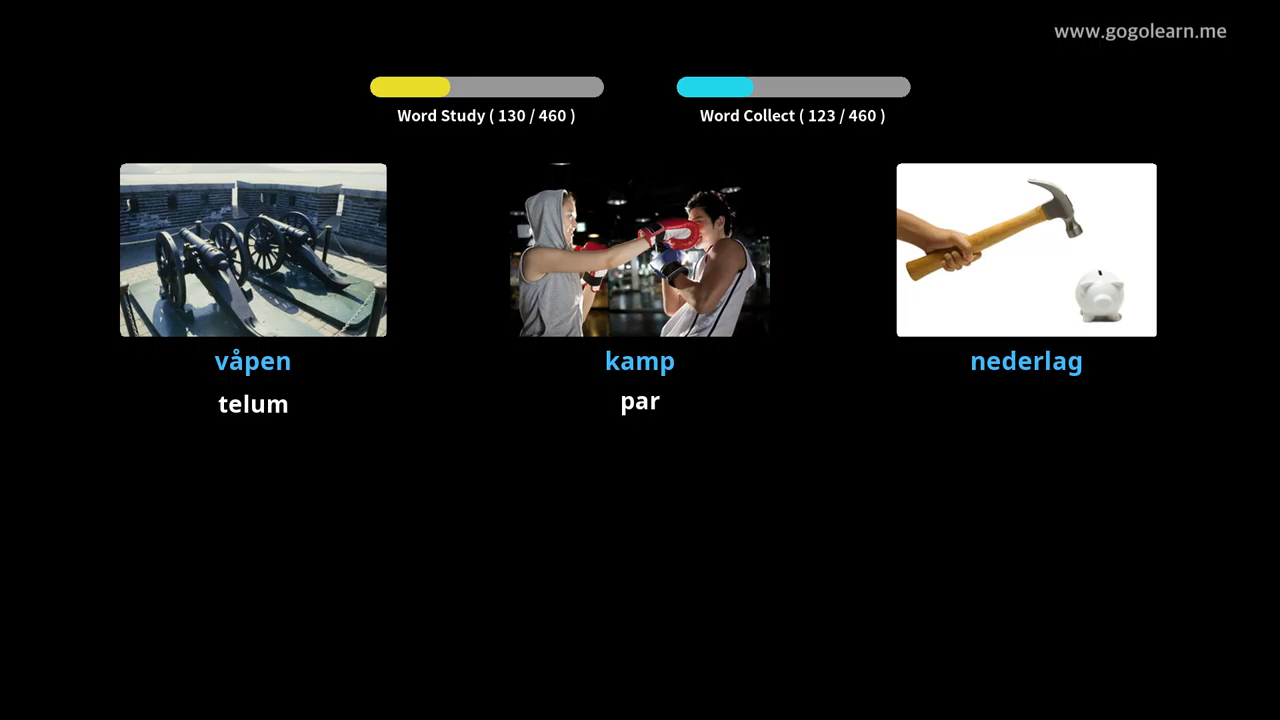 www.gogolearn.me
Word Study ( 130 / 460 )
Word Collect ( 123 / 460 )
våpen
kamp
nederlag
telum
par